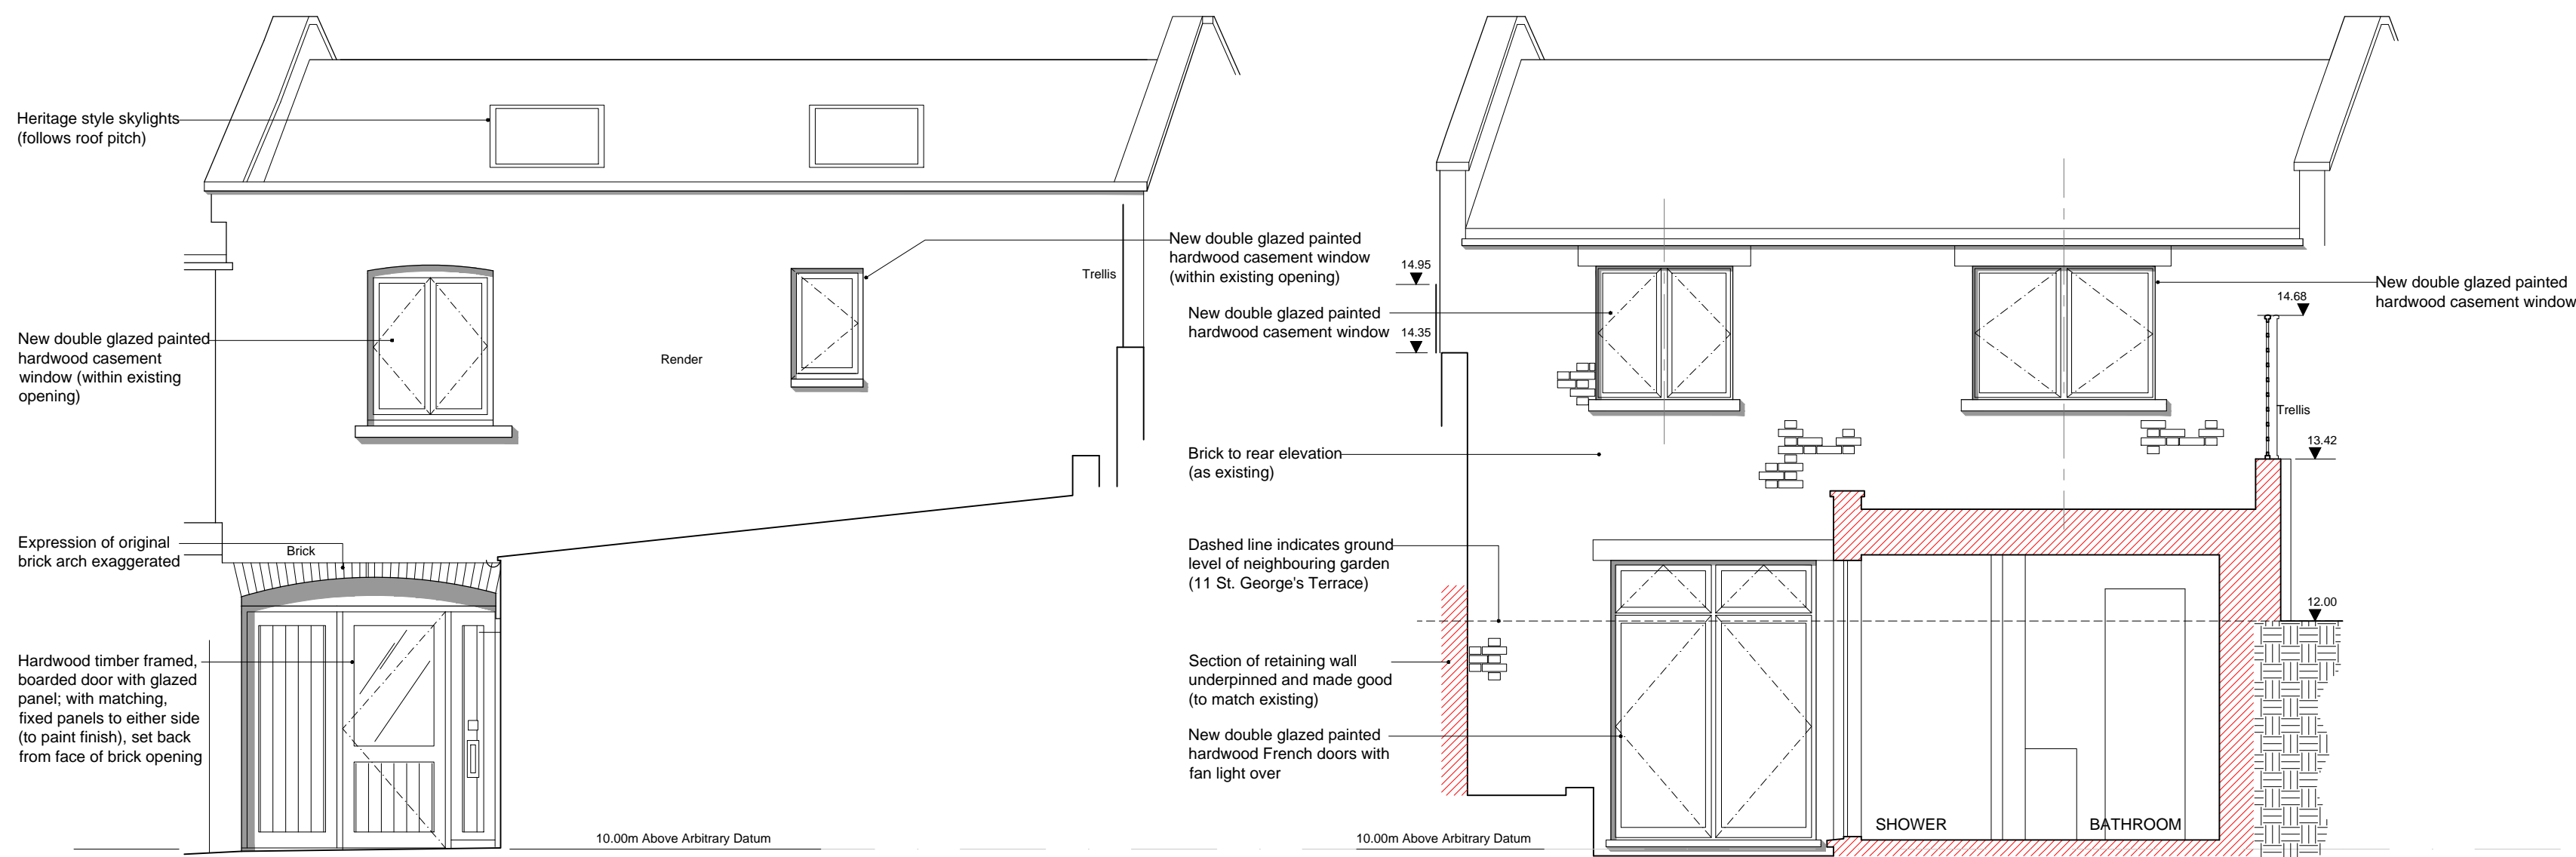 Heritage style skylights
(follows roof pitch)
New double glazed painted
hardwood casement
window (within existing
opening)
Expression of original
brick arch exaggerated
Hardwood timber framed,
boarded door with glazed
panel; with matching,
fixed panels to either side
(to paint finish), set back
from face of brick opening
Brick
Render
Trellis
10.00m Above Arbitrary Datum
New double glazed painted
hardwood casement window
(within existing opening)
New double glazed painted
hardwood casement window
Brick to rear elevation
(as existing)
Dashed line indicates ground
level of neighbouring garden
(11 St. George's Terrace)
Section of retaining wall
underpinned and made good
(to match existing)
New double glazed painted
hardwood French doors with
fan light over
10.00m Above Arbitrary Datum
14.95
14.35
SHOWER
BATHROOM
New double glazed painted
hardwood casement window
14.68
Trellis
13.42
12.00